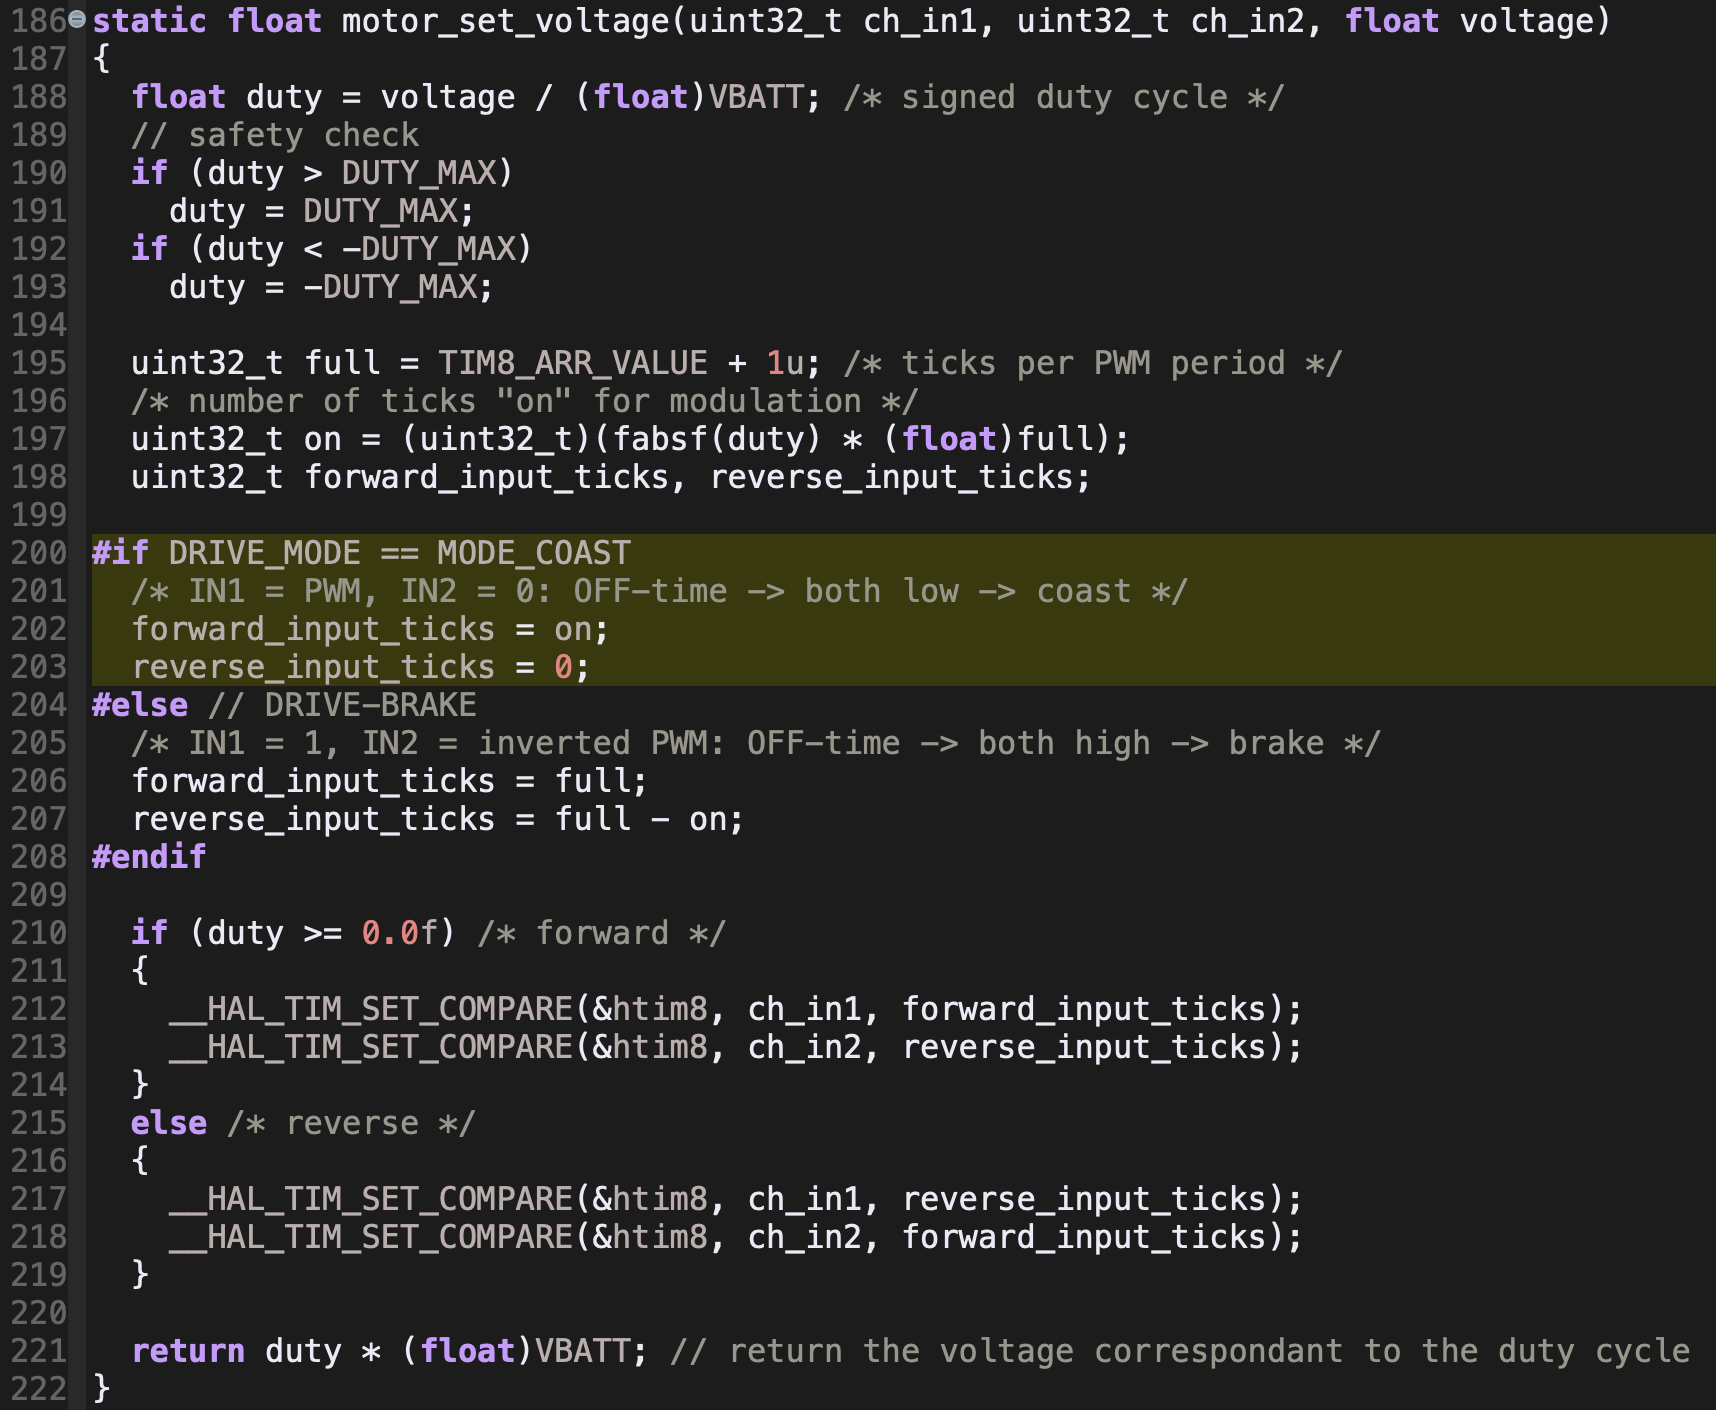 186 static float motor_set_voltage(uint32_t ch_in1, uint32_t ch_in2, float voltage)
187 {
188   float duty = voltage / (float)VBATT; /* signed duty cycle */
189   // safety check
190   if (duty > DUTY_MAX)
191     duty = DUTY_MAX;
192   if (duty < -DUTY_MAX)
193     duty = -DUTY_MAX;
194
195   uint32_t full = TIM8_ARR_VALUE + 1u; /* ticks per PWM period */
196   /* number of ticks "on" for modulation */
197   uint32_t on = (uint32_t)(fabsf(duty) * (float)full);
198   uint32_t forward_input_ticks, reverse_input_ticks;
199
200 #if DRIVE_MODE == MODE_COAST
201   /* IN1 = PWM, IN2 = 0: OFF-time -> both low -> coast */
202   forward_input_ticks = on;
203   reverse_input_ticks = 0;
204 #else // DRIVE-BRAKE
205   /* IN1 = 1, IN2 = inverted PWM: OFF-time -> both high -> brake */
206   forward_input_ticks = full;
207   reverse_input_ticks = full - on;
208 #endif
209
210   if (duty >= 0.0f) /* forward */
211   {
212     __HAL_TIM_SET_COMPARE(&htim8, ch_in1, forward_input_ticks);
213     __HAL_TIM_SET_COMPARE(&htim8, ch_in2, reverse_input_ticks);
214   }
215   else /* reverse */
216   {
217     __HAL_TIM_SET_COMPARE(&htim8, ch_in1, reverse_input_ticks);
218     __HAL_TIM_SET_COMPARE(&htim8, ch_in2, forward_input_ticks);
219   }
220
221   return duty * (float)VBATT; // return the voltage correspondant to the duty cycle
222 }